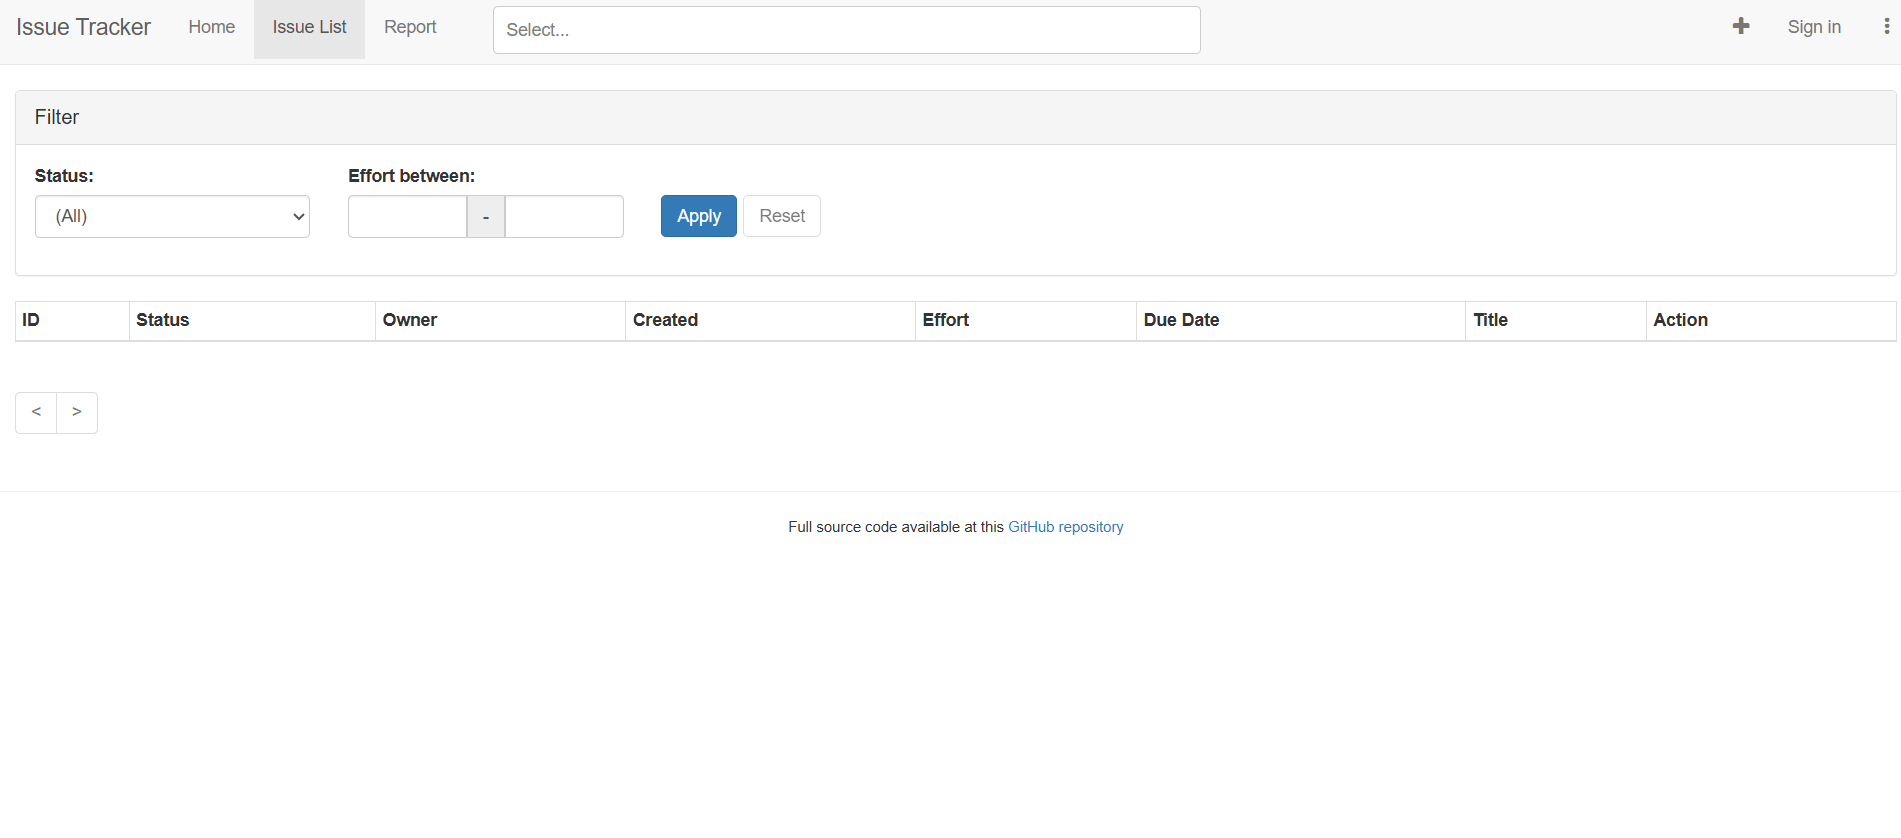 Issue Tracker Home Issue List Report Select... Sign in
Filter
Status: Effort between:
(All) - Apply Reset
ID Status Owner Created Effort Due Date Title Action
< >
Full source code available at this GitHub repository